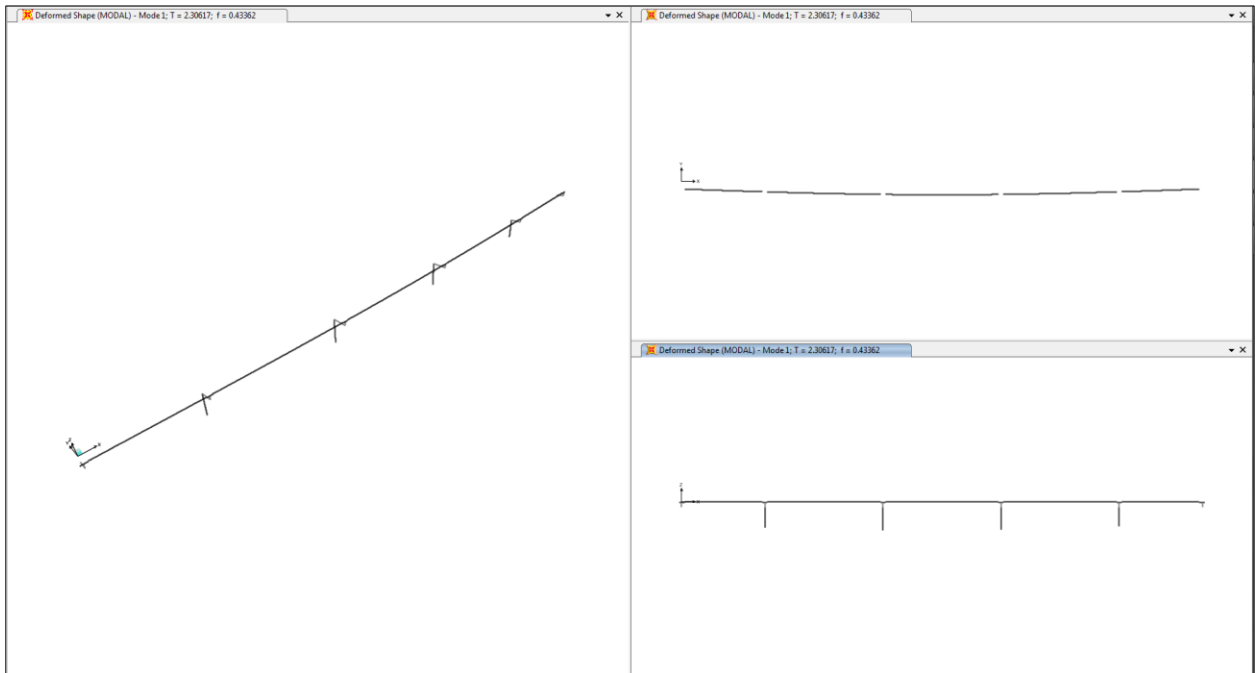 Deformed Shape (MODAL) - Mode 1; T = 2.30617; f = 0.43362
Deformed Shape (MODAL) - Mode 1; T = 2.30617; f = 0.43362
Y
X
Deformed Shape (MODAL) - Mode 1; T = 2.30617; f = 0.43362
Z
X
X